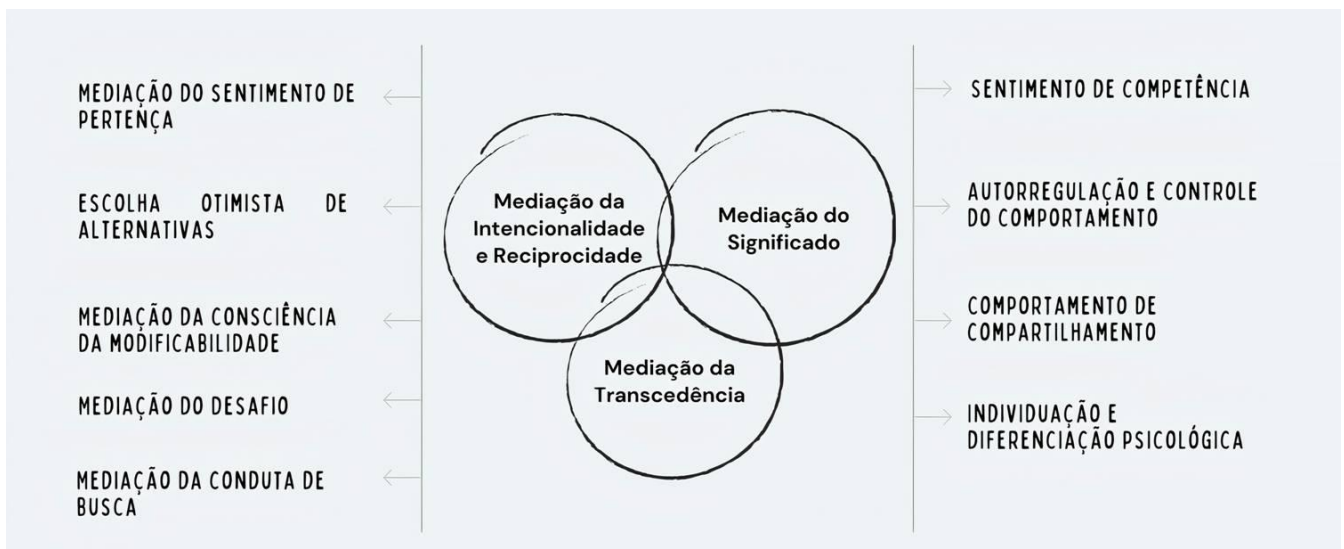 MEDIAÇÃO DO SENTIMENTO DE
PERTENÇA
ESCOLHA OTIMISTA DE
ALTERNATIVAS
MEDIAÇÃO DA CONSCIÊNCIA
DA MODIFICABILIDADE
MEDIAÇÃO DO DESAFIO
MEDIAÇÃO DA CONDUTA DE
BUSCA
Mediação da
Intencionalidade
e Reciprocidade
Mediação do
Significado
Mediação da
Transcedência
SENTIMENTO DE COMPETÊNCIA
AUTORREGULAÇÃO E CONTROLE
DO COMPORTAMENTO
COMPORTAMENTO DE
COMPARTILHAMENTO
INDIVIDUAÇÃO E
DIFERENCIAÇÃO PSICOLÓGICA